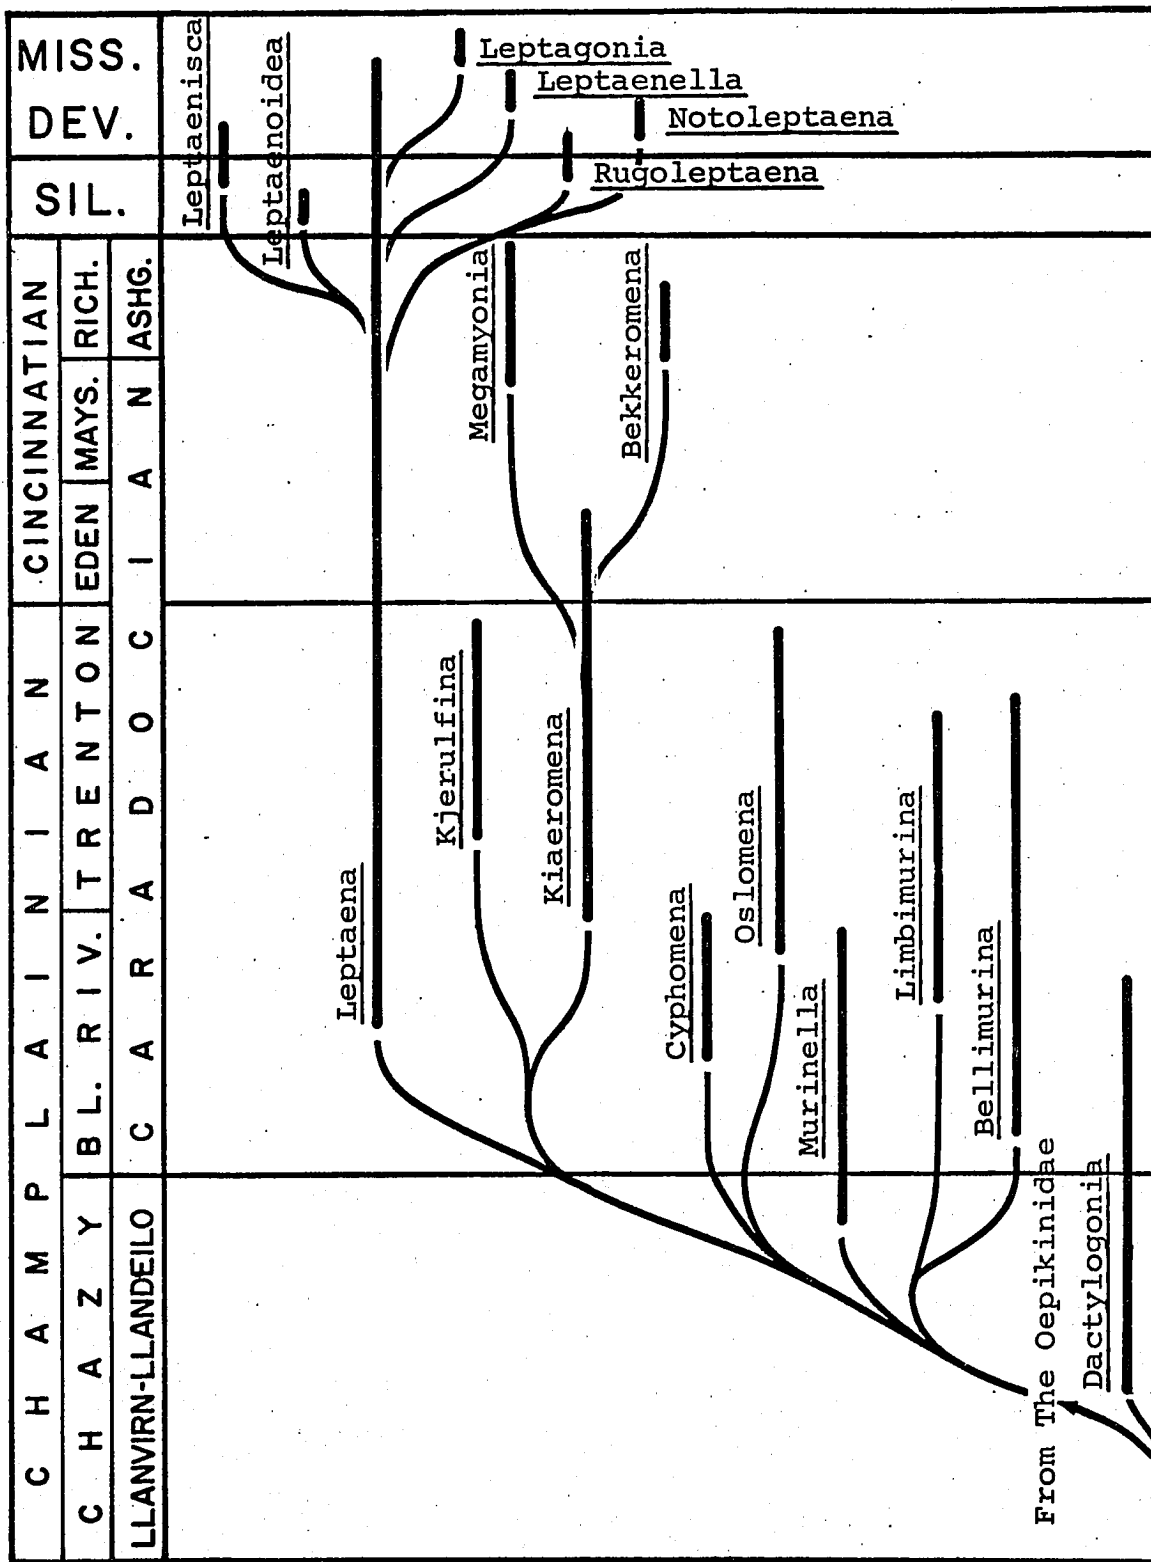 MISS.
DEV.
SIL.
CINCINNATIAN
RICH.
MAYS.
EDEN
ASHG.
CHAMPLAINIAN
TRENTON
BL. RIV.
CHAZY
CARADOCIAN
LLANVIRN-LLANDEILO
Leptaenisca
Leptaenoidea
Leptagonia
Leptaenella
Notoleptaena
Rugoleptaena
Megamyonia
Bekkeromena
Leptaena
Kjerulfina
Kiaeromena
Cyphomena
Oslomena
Murinella
Limbimurina
Bellimurina
From The Oepikinidae
Dactylogonia